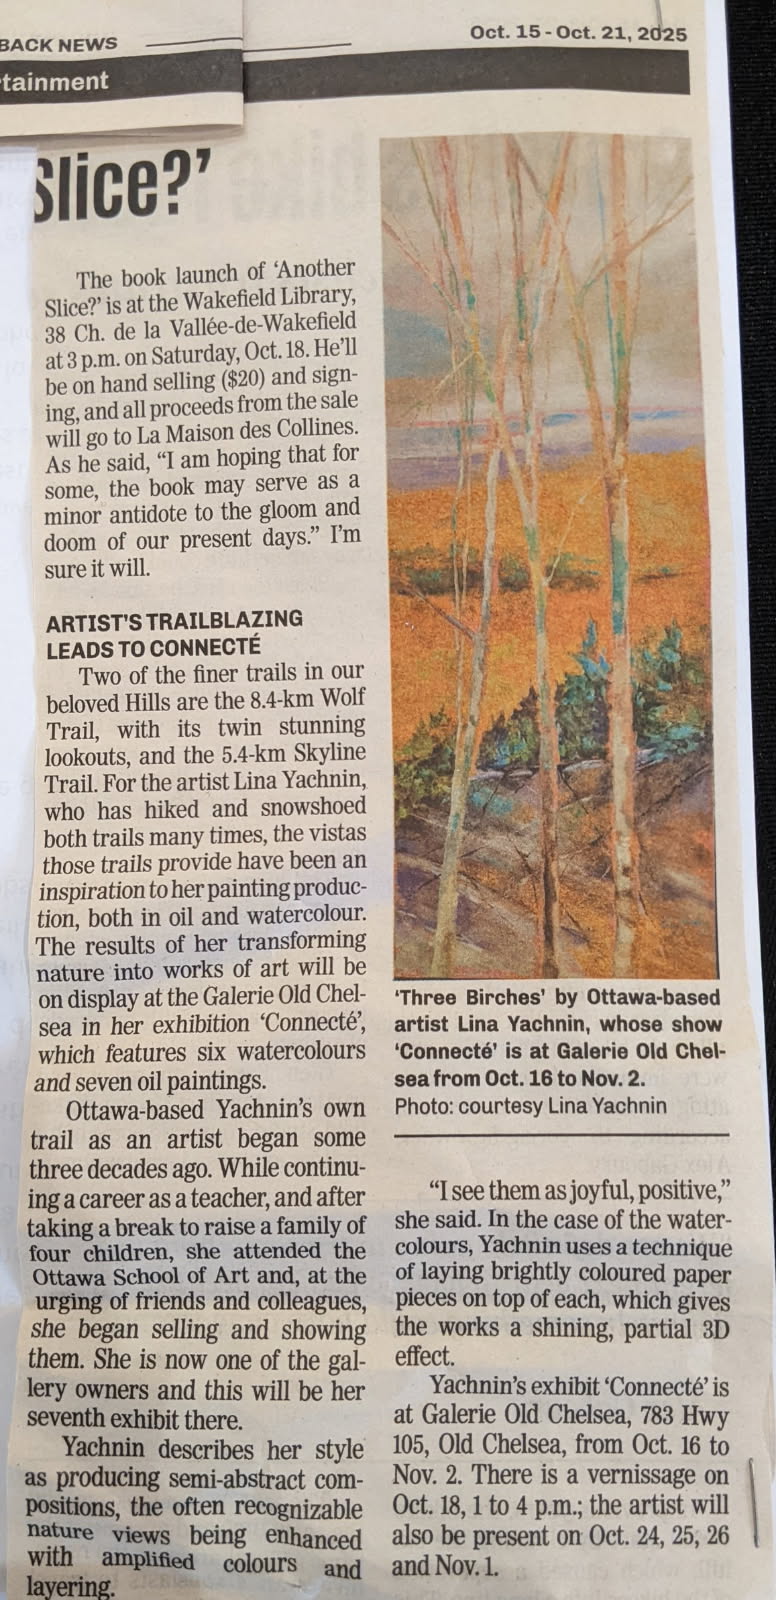 BACK NEWS
Oct. 15 - Oct. 21, 2025
tainment
Slice?’
The book launch of ‘Another
Slice?’ is at the Wakefield Library,
38 Ch. de la Vallée-de-Wakefield
at 3 p.m. on Saturday, Oct. 18. He’ll
be on hand selling ($20) and sign-
ing, and all proceeds from the sale
will go to La Maison des Collines.
As he said, “I am hoping that for
some, the book may serve as a
minor antidote to the gloom and
doom of our present days.” I’m
sure it will.
ARTIST’S TRAILBLAZING
LEADS TO CONNECTÉ
Two of the finer trails in our
beloved Hills are the 8.4-km Wolf
Trail, with its twin stunning
lookouts, and the 5.4-km Skyline
Trail. For the artist Lina Yachnin,
who has hiked and snowshoed
both trails many times, the vistas
those trails provide have been an
inspiration to her painting produc-
tion, both in oil and watercolour.
The results of her transforming
nature into works of art will be
on display at the Galerie Old Chel-
sea in her exhibition ‘Connecté’,
which features six watercolours
and seven oil paintings.
Ottawa-based Yachnin’s own
trail as an artist began some
three decades ago. While continu-
ing a career as a teacher, and after
taking a break to raise a family of
four children, she attended the
Ottawa School of Art and, at the
urging of friends and colleagues,
she began selling and showing
them. She is now one of the gal-
lery owners and this will be her
seventh exhibit there.
Yachnin describes her style
as producing semi-abstract com-
positions, the often recognizable
nature views being enhanced
with amplified colours and
layering.
‘Three Birches’ by Ottawa-based
artist Lina Yachnin, whose show
‘Connecté’ is at Galerie Old Chel-
sea from Oct. 16 to Nov. 2.
Photo: courtesy Lina Yachnin
“I see them as joyful, positive,”
she said. In the case of the water-
colours, Yachnin uses a technique
of laying brightly coloured paper
pieces on top of each, which gives
the works a shining, partial 3D
effect.
Yachnin’s exhibit ‘Connecté’ is
at Galerie Old Chelsea, 783 Hwy
105, Old Chelsea, from Oct. 16 to
Nov. 2. There is a vernissage on
Oct. 18, 1 to 4 p.m.; the artist will
also be present on Oct. 24, 25, 26
and Nov. 1.